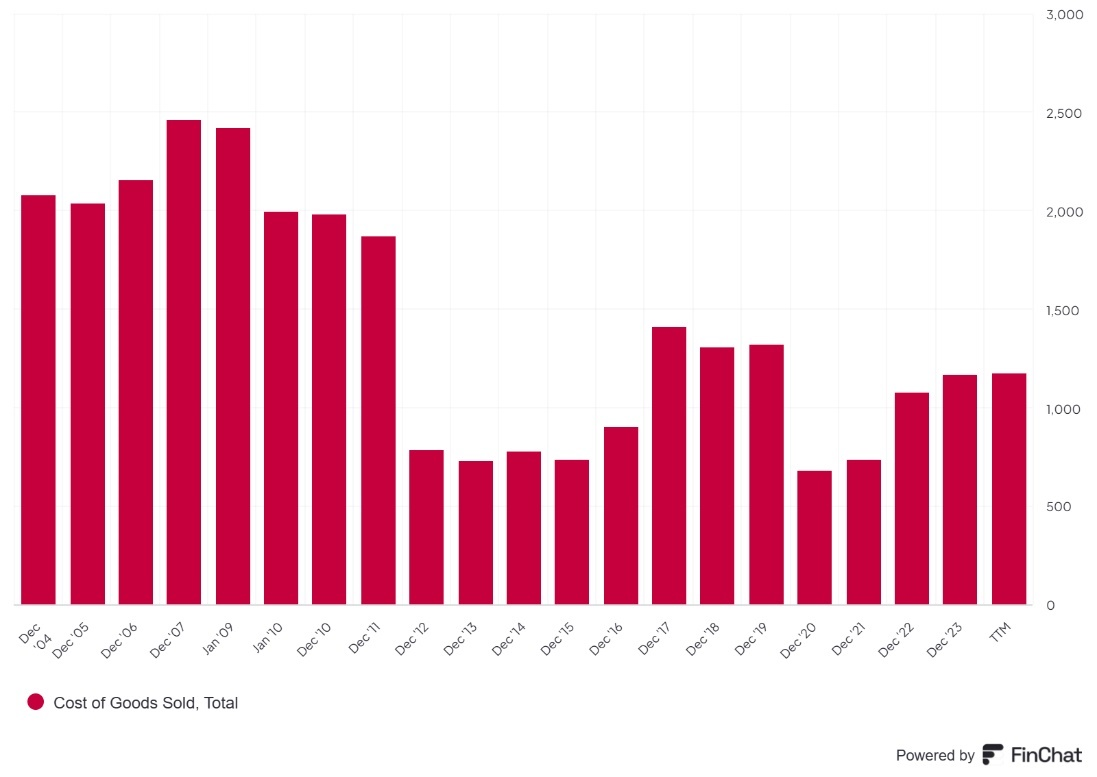 3,000
2,500
2,000
1,500
1,000
500
0
Dec '04
Dec '05
Dec '06
Dec '07
Jan '09
Jan '10
Dec '10
Dec '11
Dec '12
Dec '13
Dec '14
Dec '15
Dec '16
Dec '17
Dec '18
Dec '19
Dec '20
Dec '21
Dec '22
Dec '23
TTM
Cost of Goods Sold, Total
Powered by FinChat